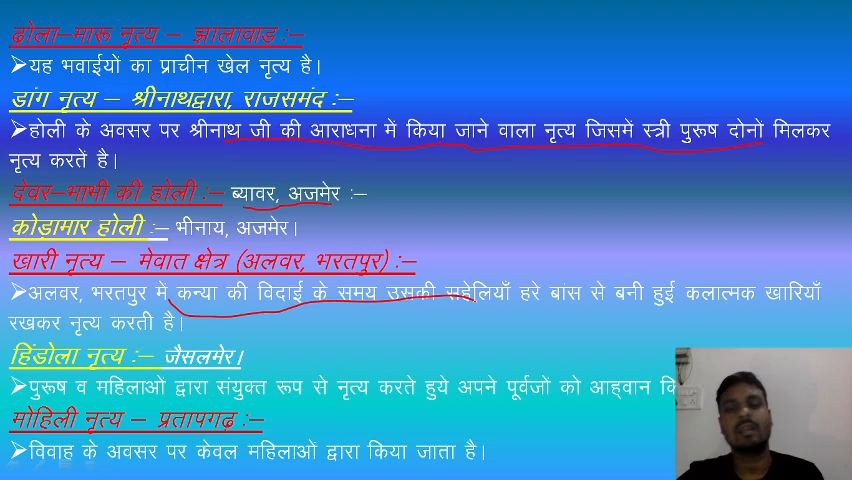 ढ़ोला–मारू नृत्य – झालावाड़ :–
➢यह भवाईयों का प्राचीन खेल नृत्य है।
डांग नृत्य – श्रीनाथद्वारा, राजसमंद :–
➢होली के अवसर पर श्रीनाथ जी की आराधना में किया जाने वाला नृत्य जिसमें स्त्री पुरूष दोनों मिलकर
नृत्य करतें है।
देवर–भाभी की होली :– ब्यावर, अजमेर :–
कोड़ामार होली :– भीनाय, अजमेर।
खारी नृत्य – मेवात क्षेत्र (अलवर, भरतपूर) :–
➢अलवर, भरतपुर में कन्या की विदाई के समय उसकी सहेलियाँ हरे बांस से बनी हुई कलात्मक खारियाँ
रखकर नृत्य करती है।
हिंडोला नृत्य :– जैसलमेर।
➢पुरूष व महिलाओं द्वारा संयुक्त रूप से नृत्य करते हुये अपने पूर्वजों को आह्वान
मोहिली नृत्य – प्रतापगढ़ :–
➢विवाह के अवसर पर केवल महिलाओं द्वारा किया जाता है।